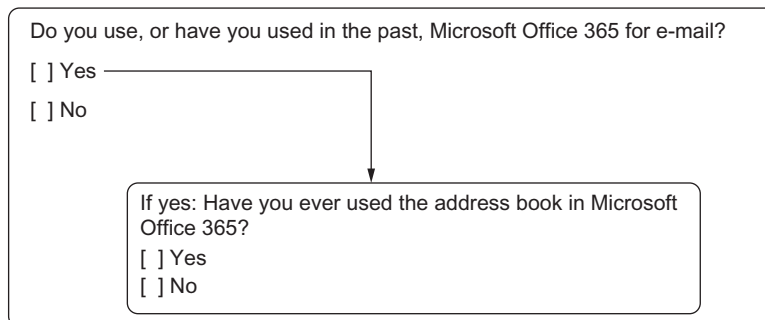 Do you use, or have you used in the past, Microsoft Office 365 for e-mail?
[ ] Yes
[ ] No
If yes: Have you ever used the address book in Microsoft
Office 365?
[ ] Yes
[ ] No